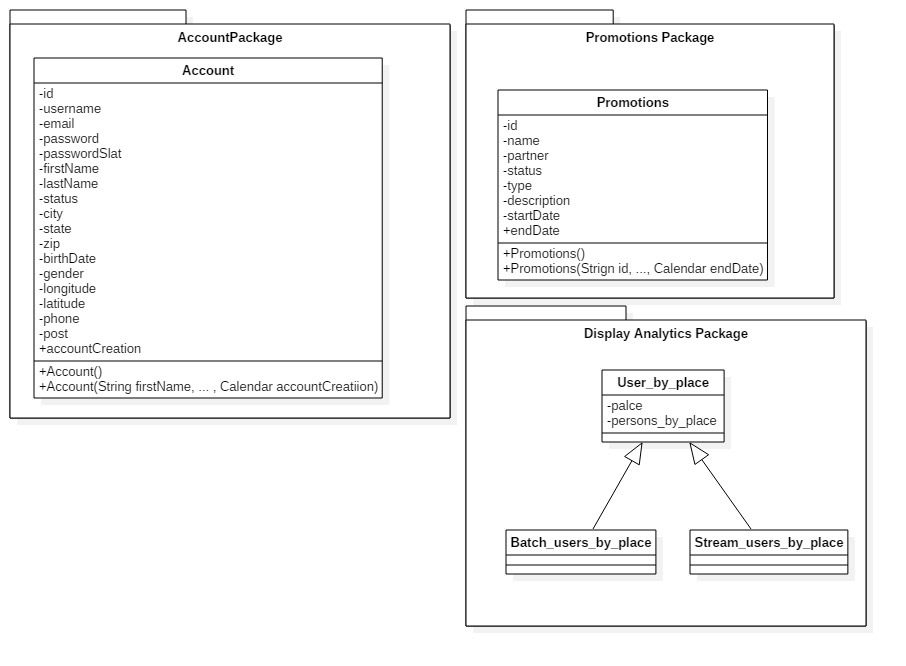 AccountPackage
Account
-id
-username
-email
-password
-passwordSlat
-firstName
-lastName
-status
-city
-state
-zip
-birthDate
-gender
-longitude
-latitude
-phone
-post
+accountCreation
+Account()
+Account(String firstName, ... , Calendar accountCreatiion)
Promotions Package
Promotions
-id
-name
-partner
-status
-type
-description
-startDate
+endDate
+Promotions()
+Promotions(Strign id, ..., Calendar endDate)
Display Analytics Package
User_by_place
-palce
-persons_by_place
Batch_users_by_place
Stream_users_by_place